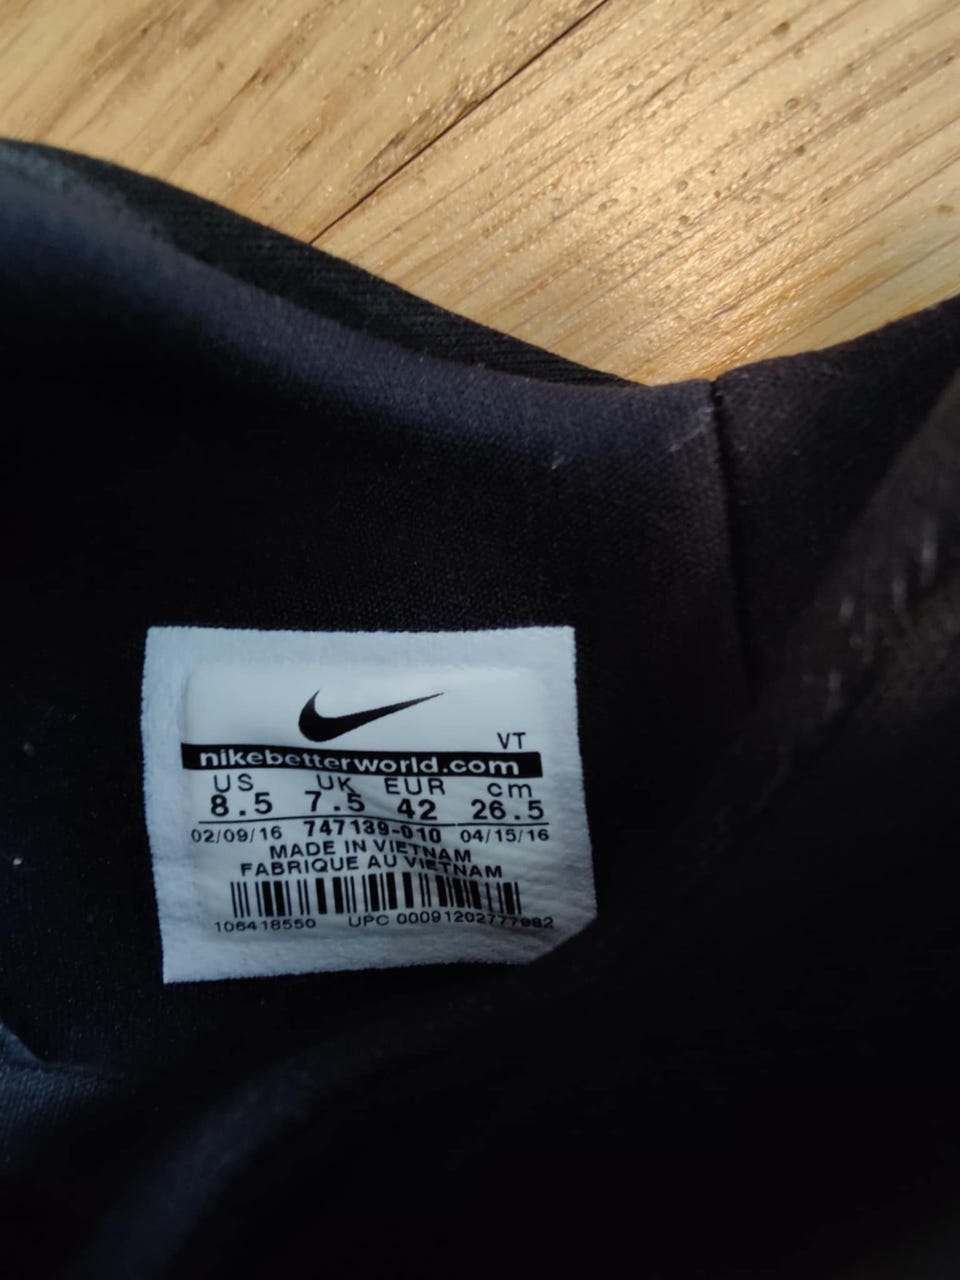 VT
nikebetterworld.com
US UK EUR cm
8.5 7.5 42 26.5
02/09/16 747139-010 04/15/16
MADE IN VIETNAM
FABRIQUE AU VIETNAM
106418550 UPC 00091202777982